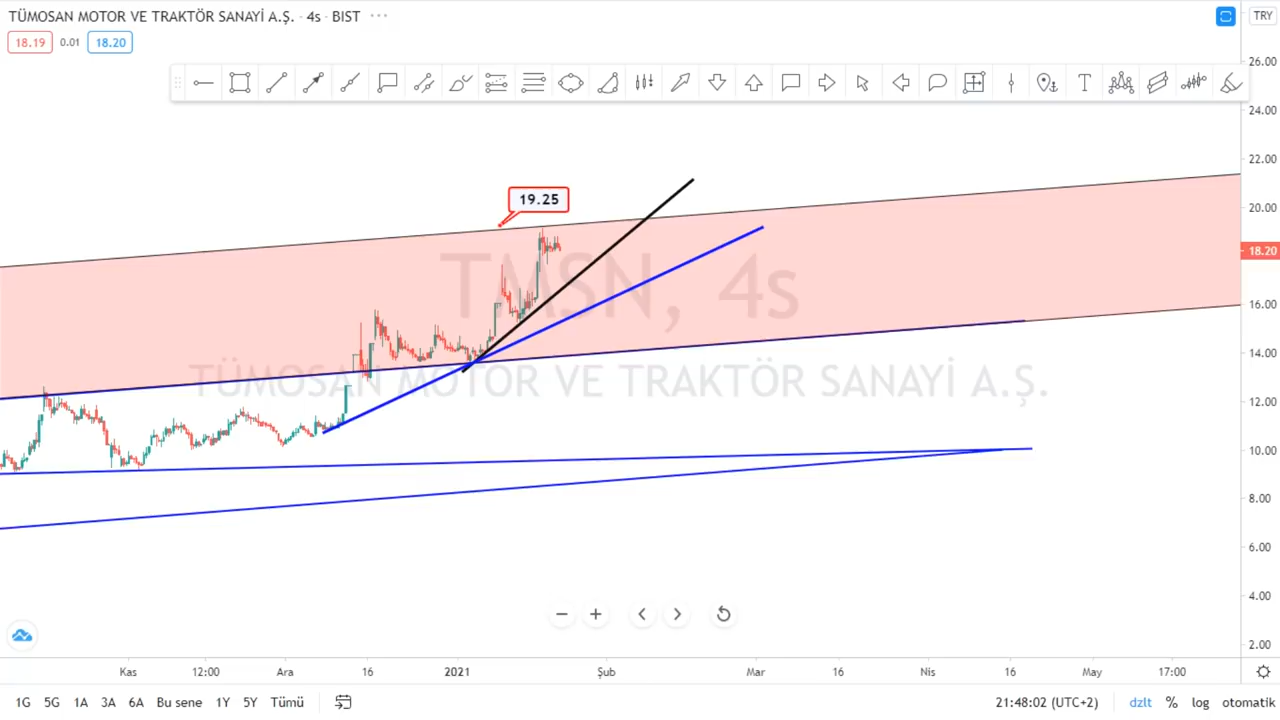 TÜMOSAN MOTOR VE TRAKTÖR SANAYİ A.Ş. · 4s · BIST ···
TRY
18.19 0.01 18.20
26.00
24.00
22.00
20.00
19.25
18.20
16.00
14.00
12.00
10.00
8.00
6.00
4.00
2.00
TMSN, 4s
TÜMOSAN MOTOR VE TRAKTÖR SANAYİ A.Ş.
Kas 12:00 Ara 16 2021 Şub Mar 16 Nis 16 May 17:00
1G 5G 1A 3A 6A Bu sene 1Y 5Y Tümü 21:48:02 (UTC+2) dzlt % log otomatik